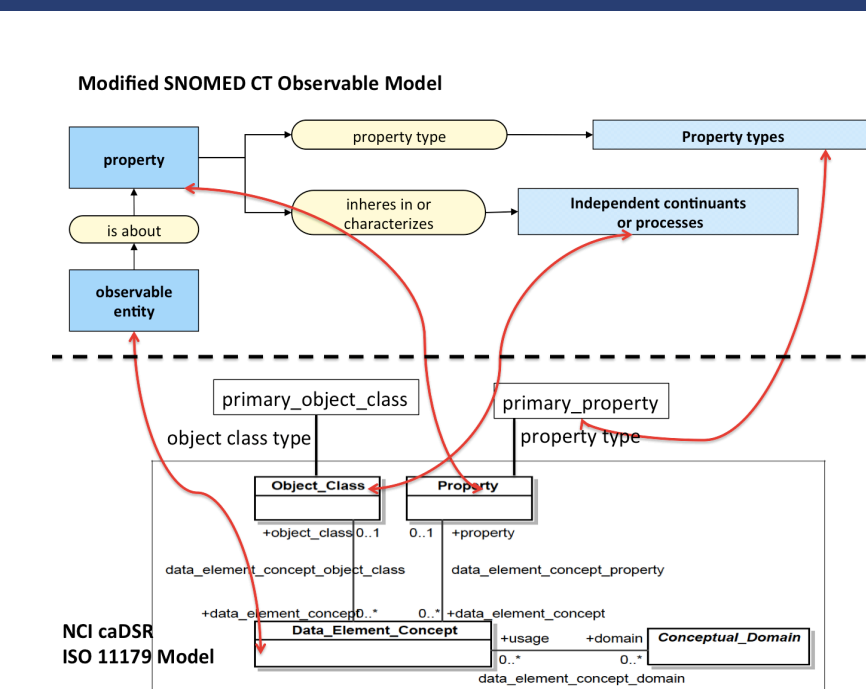 Modified SNOMED CT Observable Model
property
property type
Property types
inheres in or
characterizes
Independent continuants
or processes
is about
observable
entity
primary_object_class
primary_property
object class type
property type
Object_Class
Property
+object_class 0..1
0..1 +property
data_element_concept_object_class
data_element_concept_property
+data_element_concept 0..*
0..* +data_element_concept
NCI caDSR
ISO 11179 Model
Data_Element_Concept
+usage
+domain
0..*
0..*
Conceptual_Domain
data_element_concept_domain